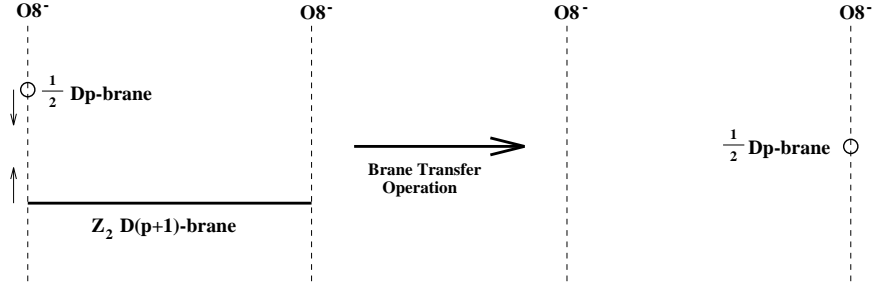 O8⁻ O8⁻ O8⁻ O8⁻
1/2 Dp-brane
1/2 Dp-brane
Brane Transfer
Operation
Z₂ D(p+1)-brane